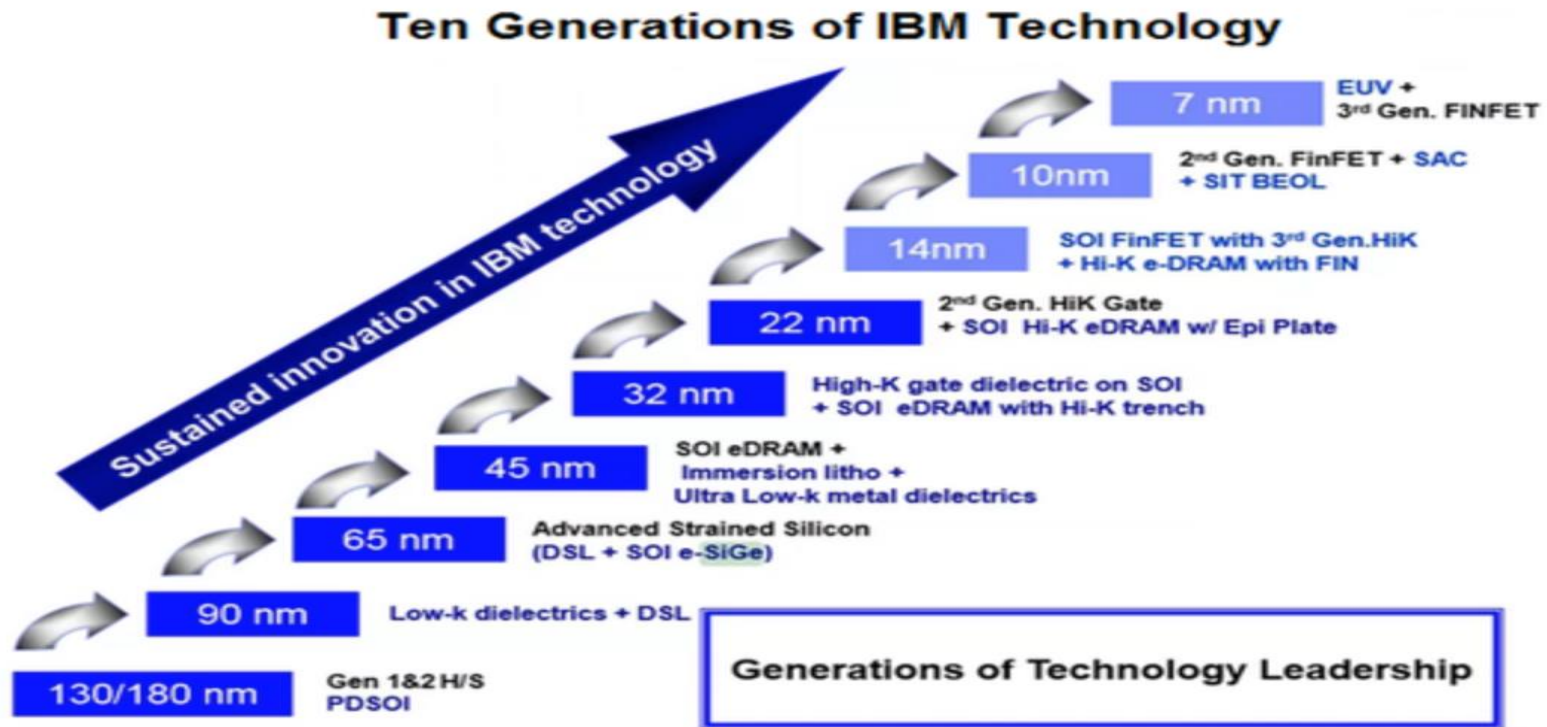 Ten Generations of IBM Technology
Sustained innovation in IBM technology
7 nm
EUV +
3rd Gen. FINFET
10nm
2nd Gen. FinFET + SAC
+ SIT BEOL
14nm
SOI FinFET with 3rd Gen.HiK
+ Hi-K e-DRAM with FIN
22 nm
2nd Gen. HiK Gate
+ SOI Hi-K eDRAM w/ Epi Plate
32 nm
High-K gate dielectric on SOI
+ SOI eDRAM with Hi-K trench
45 nm
SOI eDRAM +
Immersion litho +
Ultra Low-k metal dielectrics
65 nm
Advanced Strained Silicon
(DSL + SOI e-SiGe)
90 nm
Low-k dielectrics + DSL
130/180 nm
Gen 1&2 H/S
PDSOI
Generations of Technology Leadership